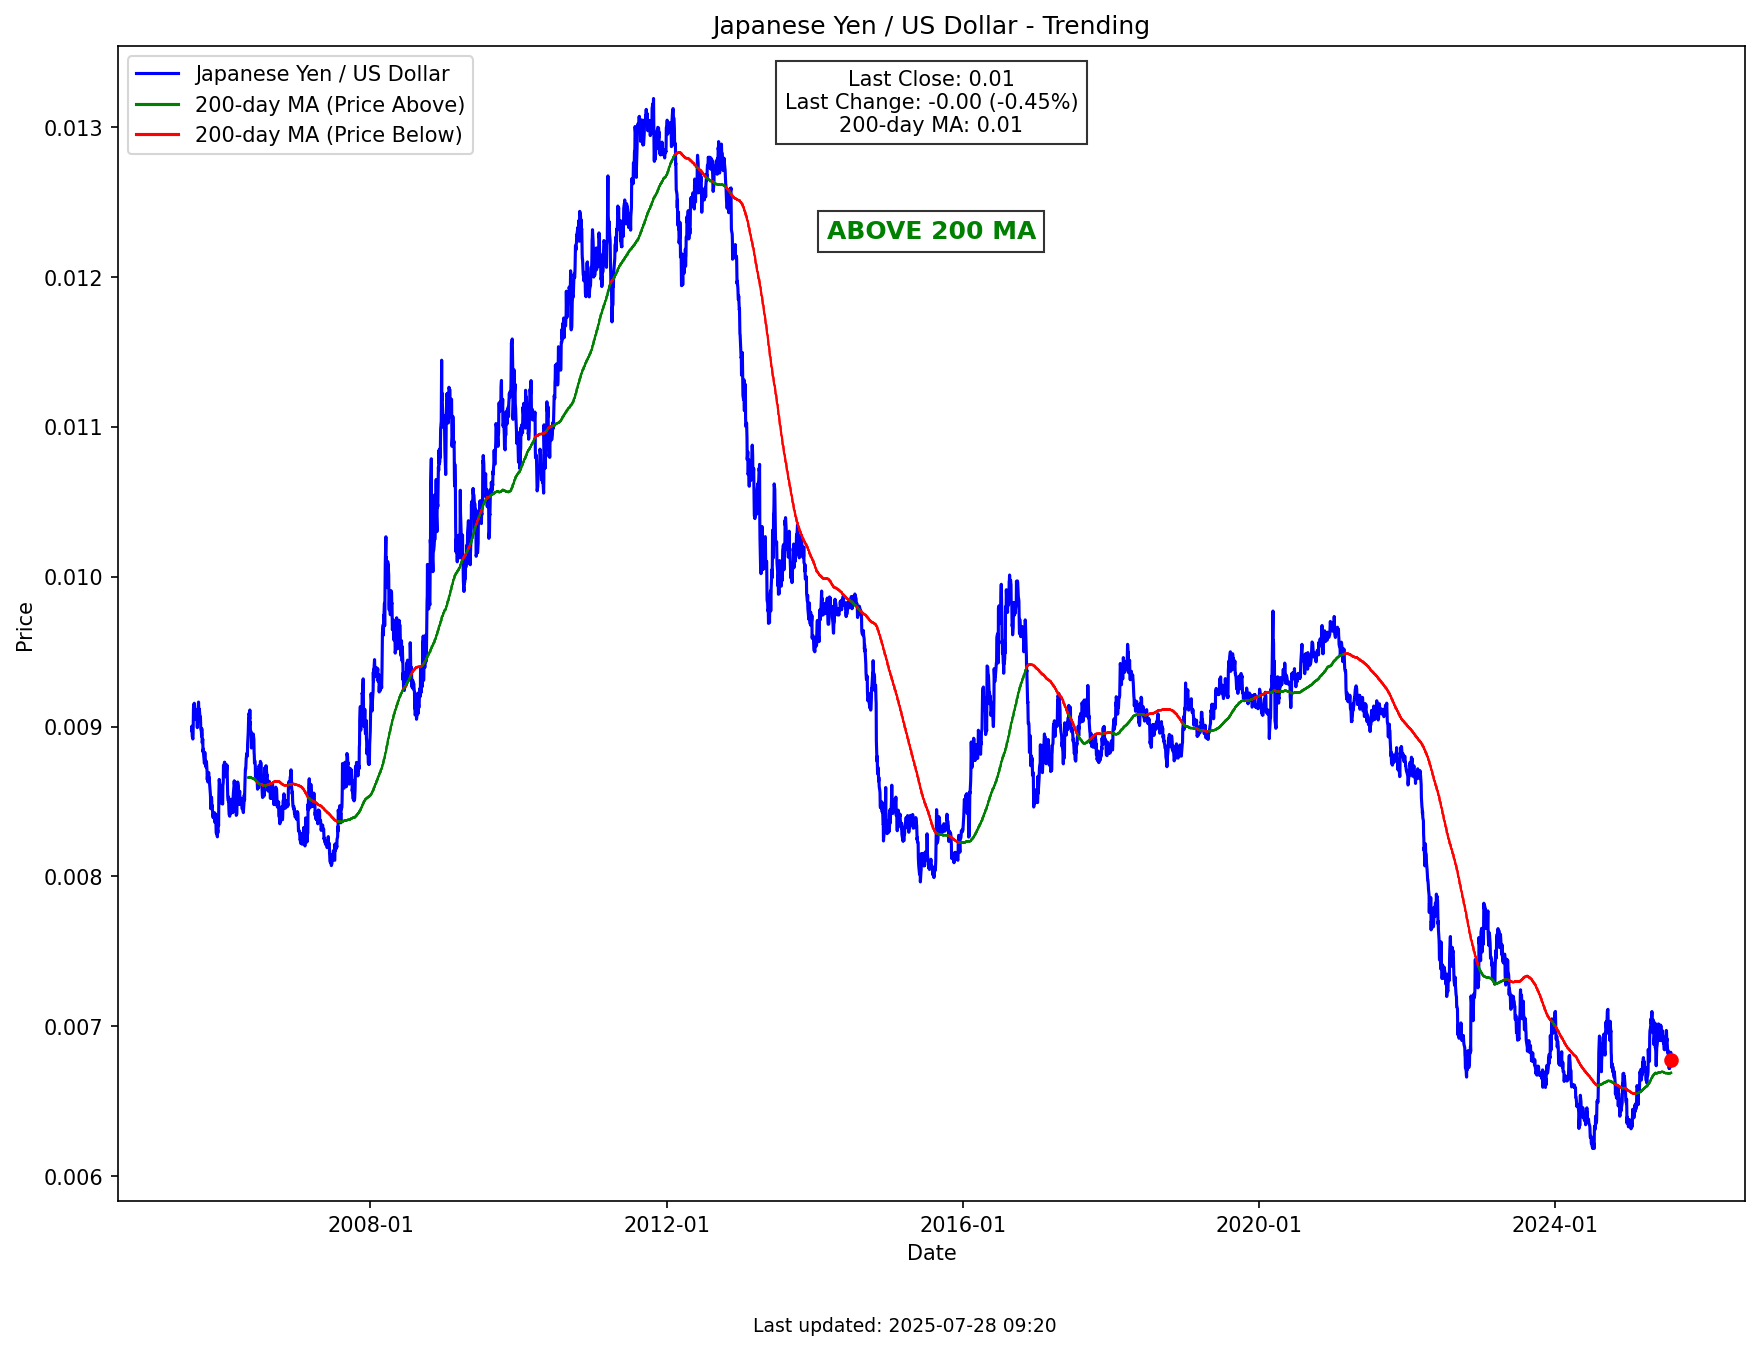 Japanese Yen / US Dollar - Trending
Japanese Yen / US Dollar
200-day MA (Price Above)
200-day MA (Price Below)
Last Close: 0.01
Last Change: -0.00 (-0.45%)
200-day MA: 0.01
ABOVE 200 MA
Price
0.013
0.012
0.011
0.010
0.009
0.008
0.007
0.006
2008-01
2012-01
2016-01
2020-01
2024-01
Date
Last updated: 2025-07-28 09:20